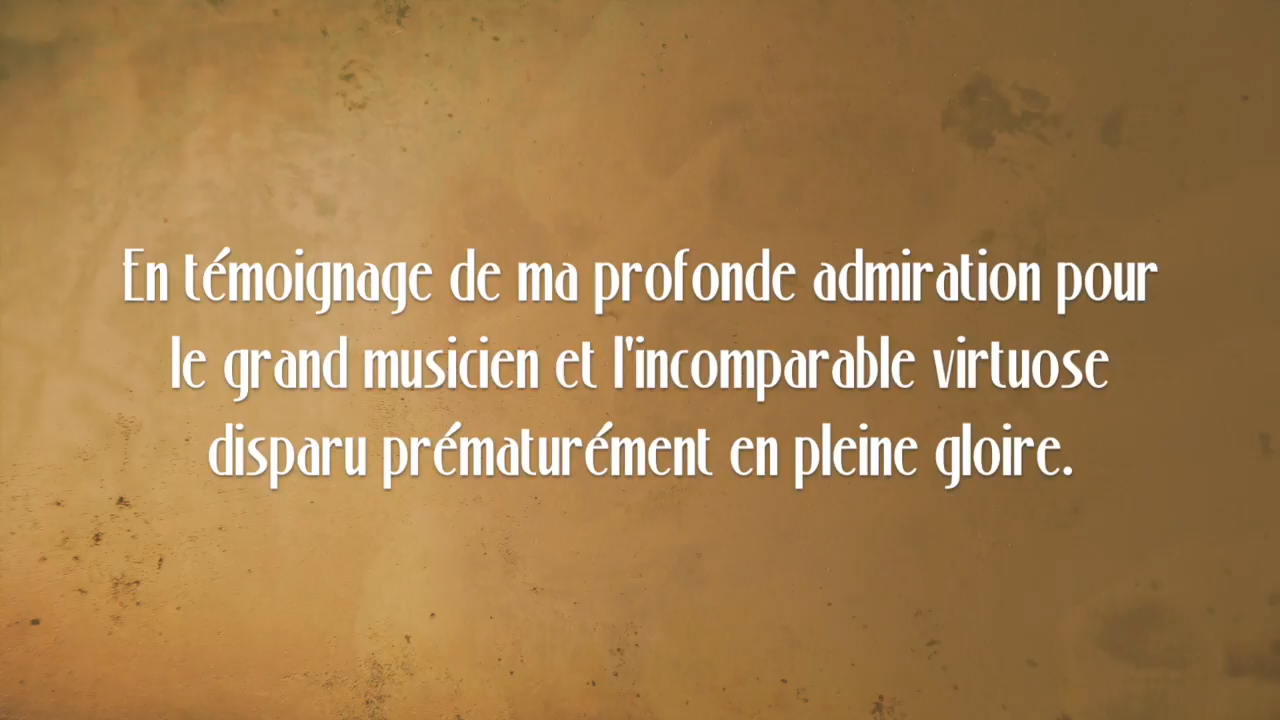 En témoignage de ma profonde admiration pour
le grand musicien et l'incomparable virtuose
disparu prématurément en pleine gloire.